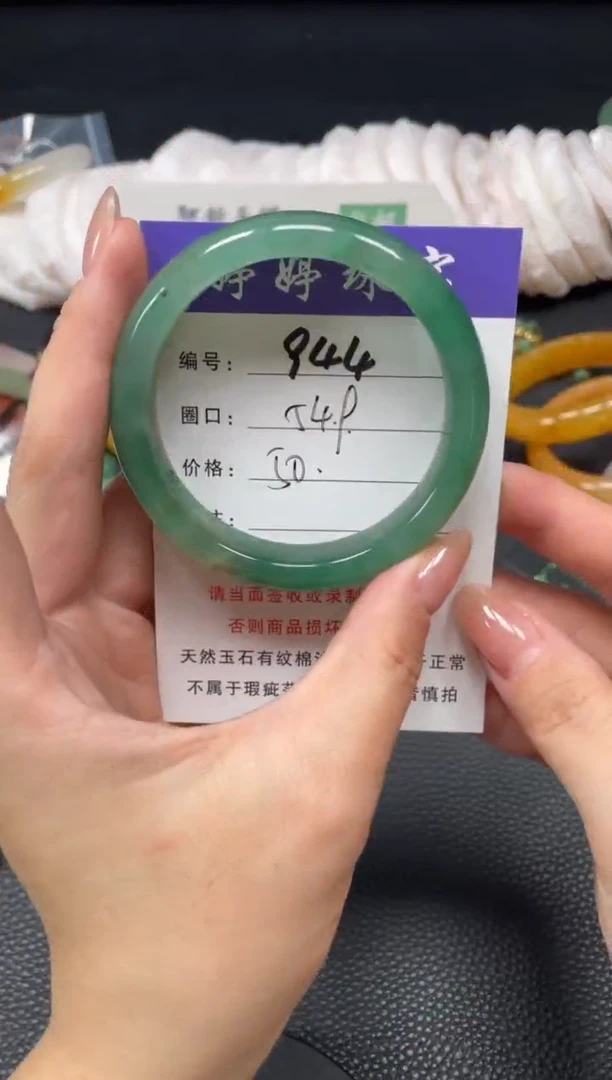 婷婷
编号： 944
圈口： 54.
价格： 50.
：
请当面签收或录
否则商品损坏
天然玉石有纹棉 正常
不属于瑕疵 慎拍